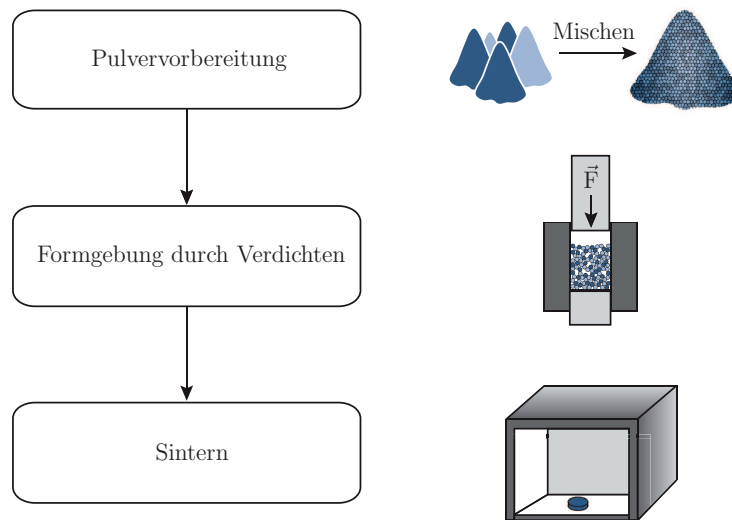 Pulvervorbereitung
Mischen
F⃗
Formgebung durch Verdichten
Sintern